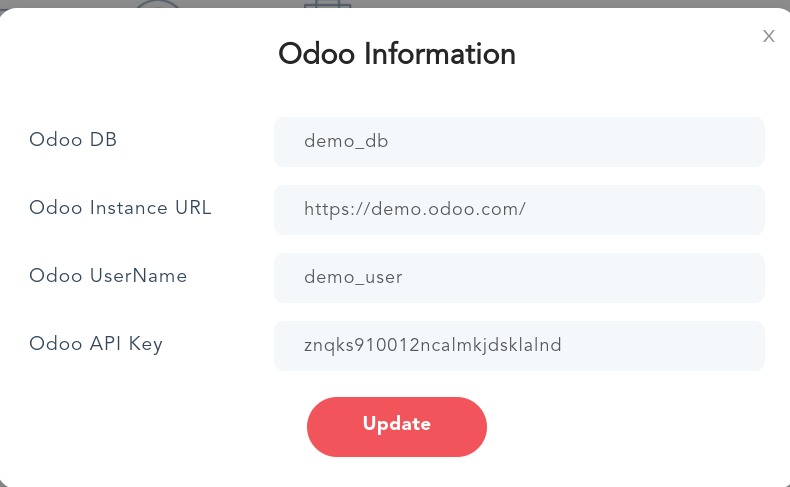 X
Odoo Information
Odoo DB demo_db
Odoo Instance URL https://demo.odoo.com/
Odoo UserName demo_user
Odoo API Key znqks910012ncalmkjdsklalnd
Update